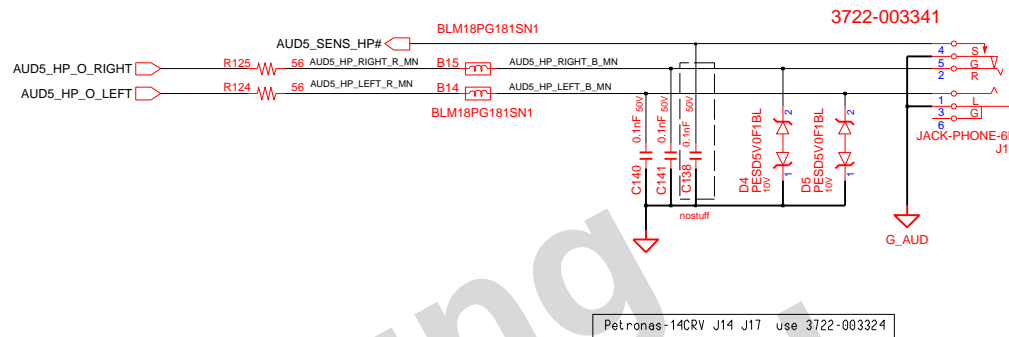 3722-003341
BLM18PG181SN1
AUD5_SENS_HP#
AUD5_HP_O_RIGHT
R125
56
AUD5_HP_RIGHT_R_MN
B15
AUD5_HP_RIGHT_B_MN
AUD5_HP_O_LEFT
R124
56
AUD5_HP_LEFT_R_MN
B14
AUD5_HP_LEFT_B_MN
BLM18PG181SN1
4
S
5
G
2
R
1
L
3
G
6
JACK-PHONE-6
J1
C140
0.1nF
50V
C141
0.1nF
50V
C138
0.1nF
50V
nostuff
D4
PESD5V0F1BL
10V
2
1
D5
PESD5V0F1BL
10V
2
1
G_AUD
Petronas-14CRV J14 J17 use 3722-003324